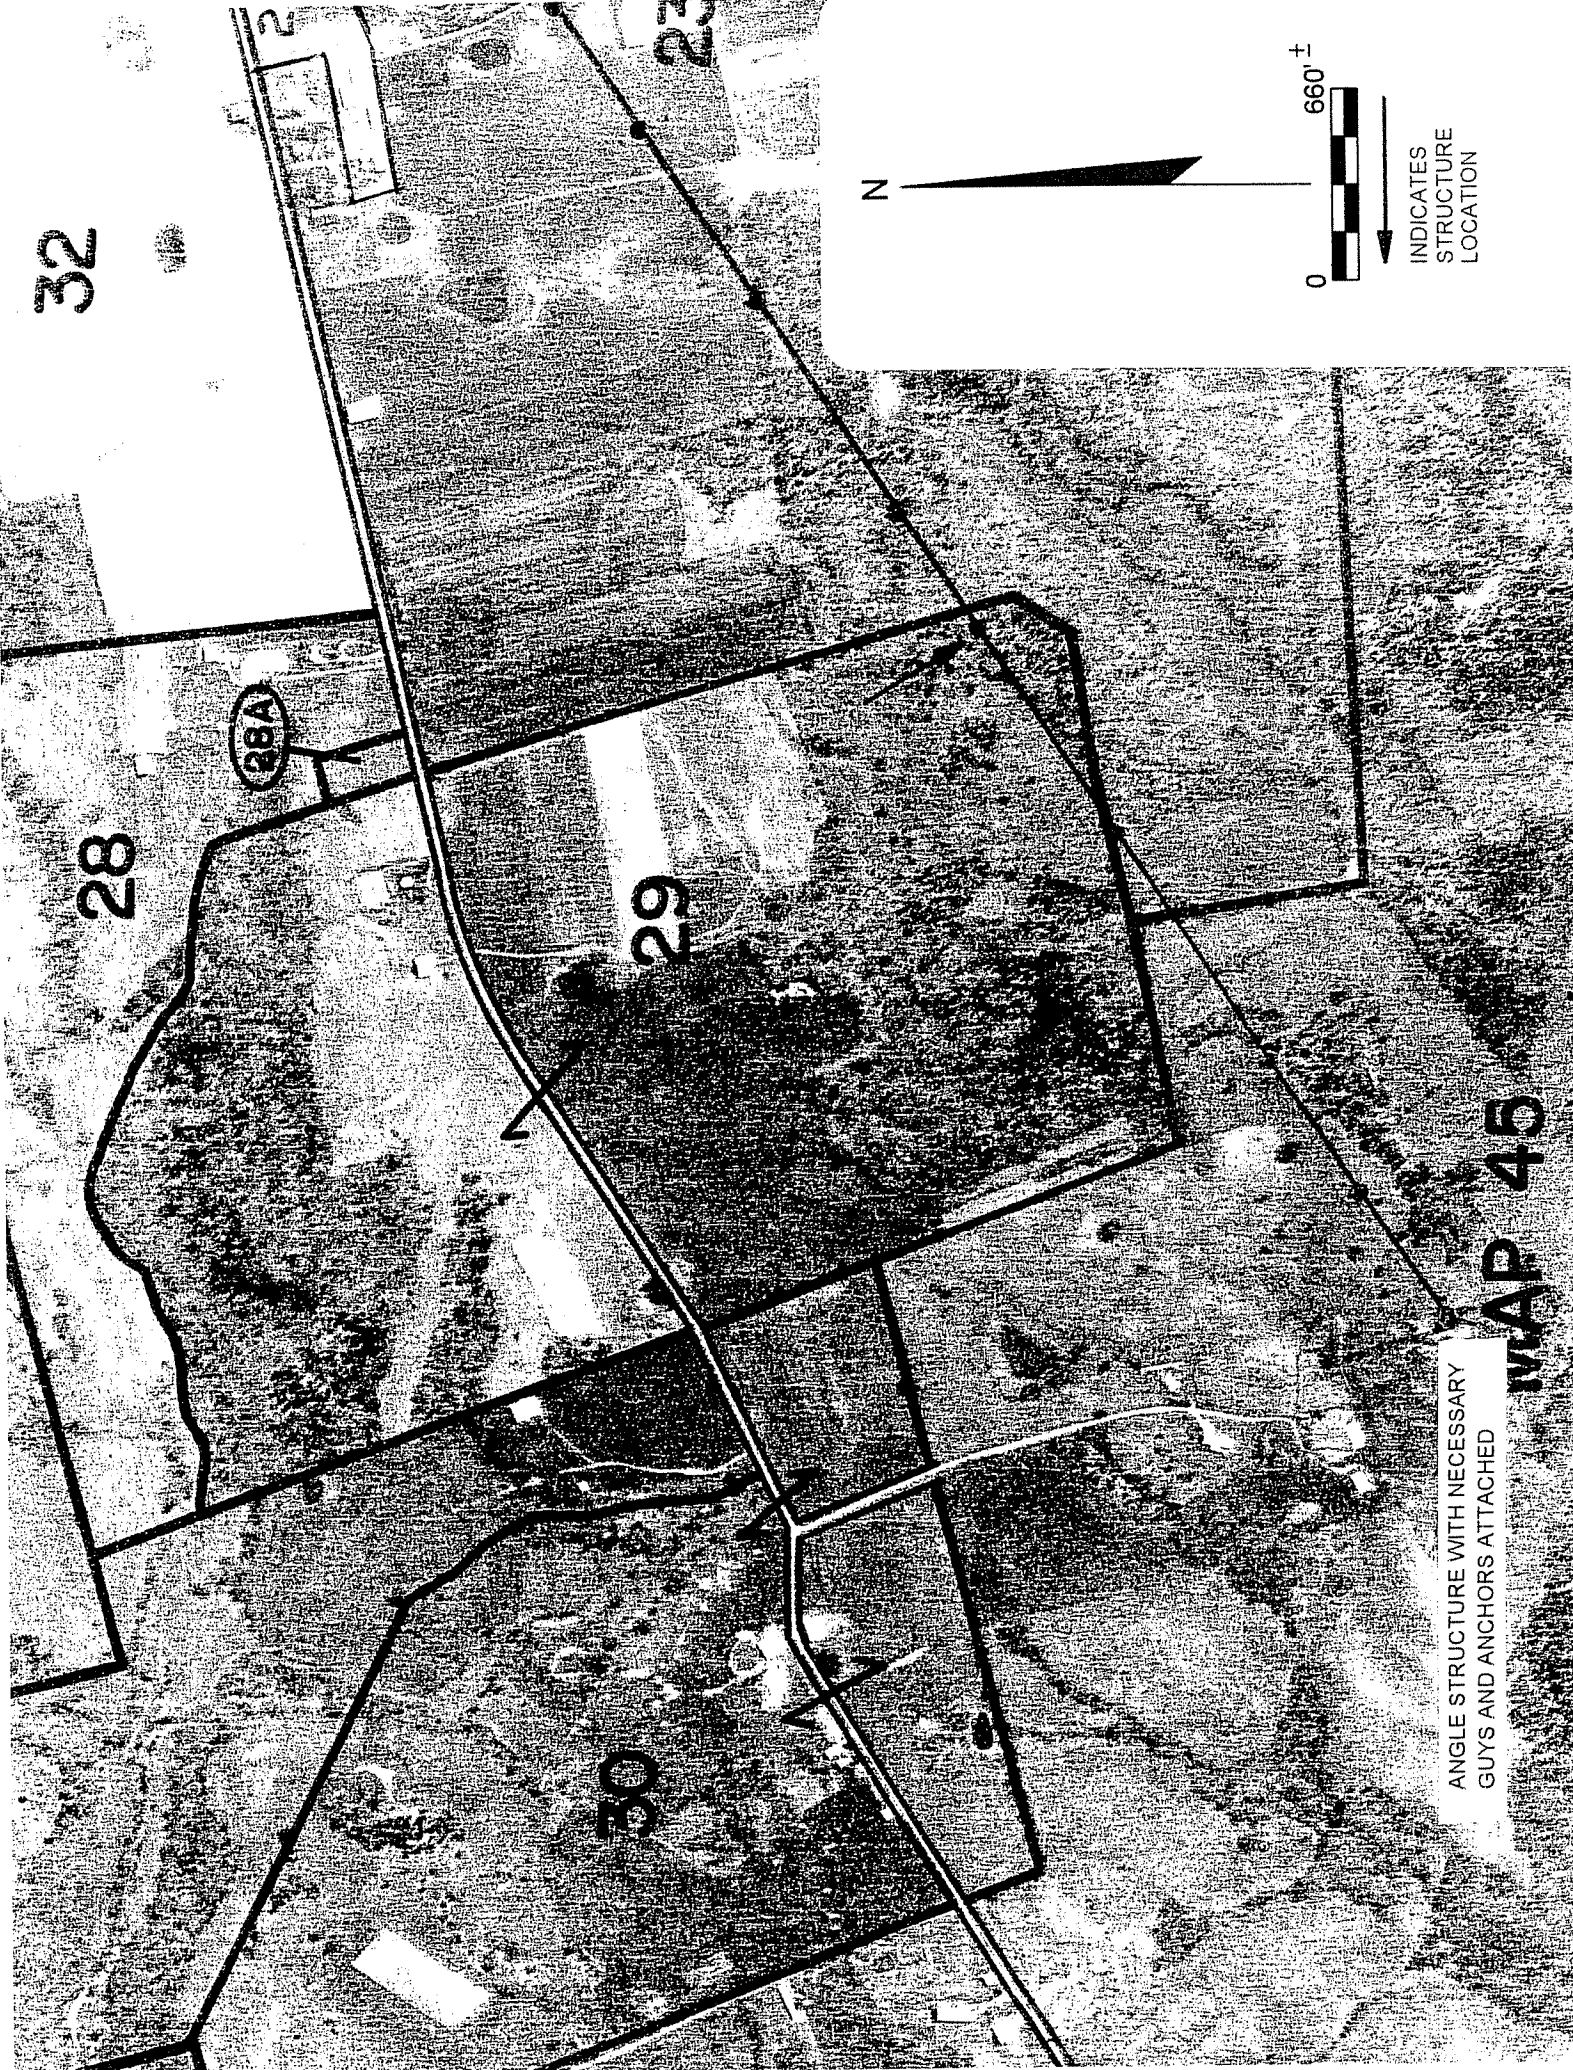 32
28
28A
29
30
MAP 45
ANGLE STRUCTURE WITH NECESSARY
GUYS AND ANCHORS ATTACHED
N
0
660' ±
INDICATES
STRUCTURE
LOCATION